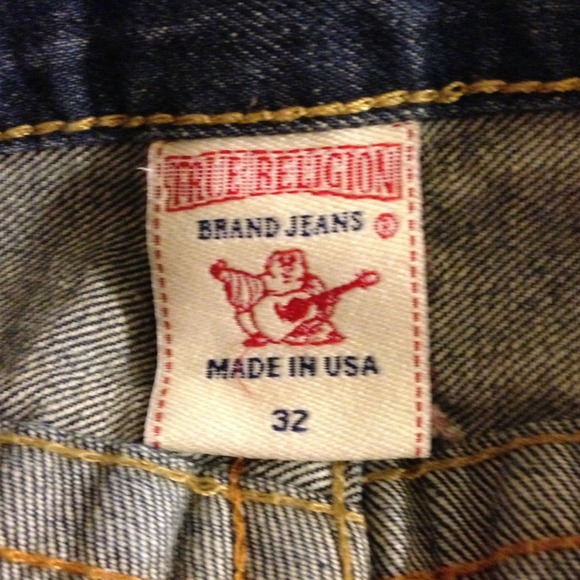 TRUE RELIGION
BRAND JEANS ®
MADE IN USA
32